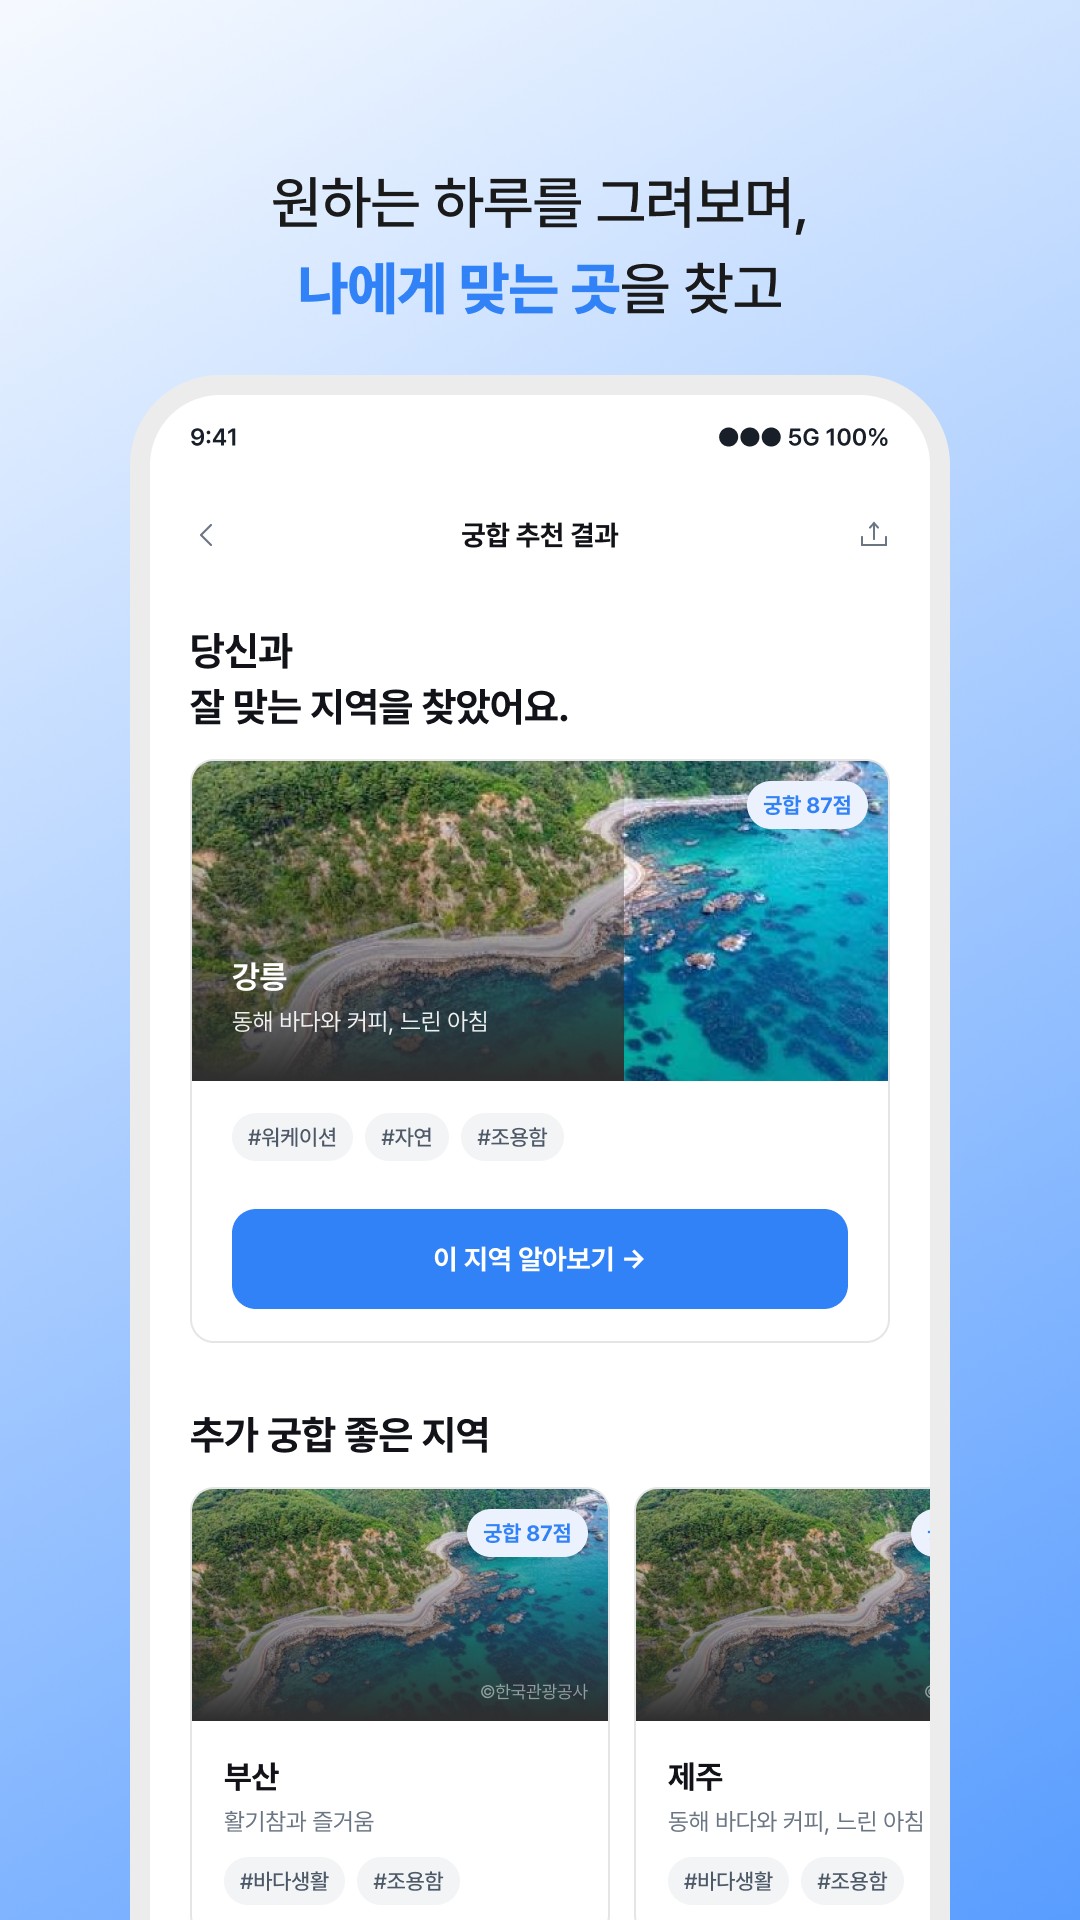 원하는 하루를 그려보며,
나에게 맞는 곳을 찾고
9:41
5G 100%
궁합 추천 결과
당신과
잘 맞는 지역을 찾았어요.
궁합 87점
강릉
동해 바다와 커피, 느린 아침
#워케이션 #자연 #조용함
이 지역 알아보기 →
추가 궁합 좋은 지역
궁합 87점
©한국관광공사
부산
활기참과 즐거움
#바다생활 #조용함
제주
동해 바다와 커피, 느린 아침
#바다생활 #조용함